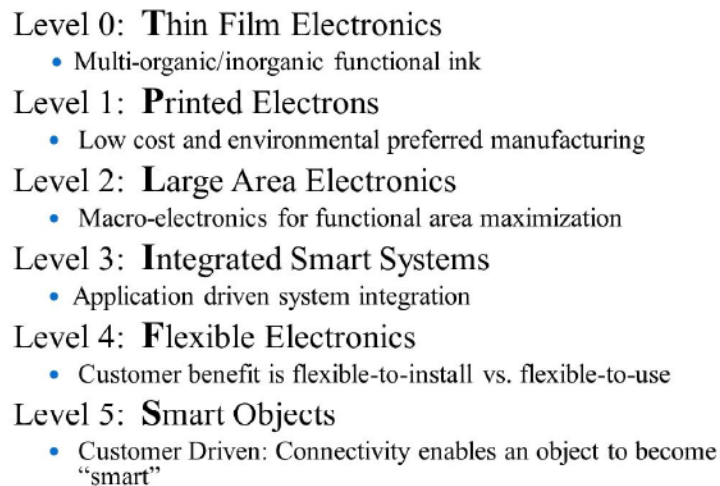 Level 0: Thin Film Electronics
• Multi-organic/inorganic functional ink
Level 1: Printed Electrons
• Low cost and environmental preferred manufacturing
Level 2: Large Area Electronics
• Macro-electronics for functional area maximization
Level 3: Integrated Smart Systems
• Application driven system integration
Level 4: Flexible Electronics
• Customer benefit is flexible-to-install vs. flexible-to-use
Level 5: Smart Objects
• Customer Driven: Connectivity enables an object to become
“smart”